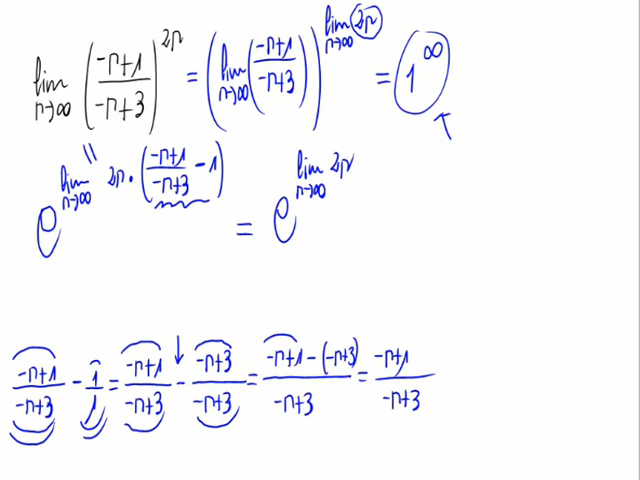 lim n→∞ (-n+1 / -n+3)^2n = (lim n→∞ (-n+1 / -n+3))^lim n→∞ 2n = 1^∞
||
e^lim n→∞ 2n · (-n+1 / -n+3 - 1) = e^lim n→∞ 2n
-n+1 / -n+3 - 1 / 1 = -n+1 / -n+3 - -n+3 / -n+3 = -n+1 - (-n+3) / -n+3 = -n+1 / -n+3